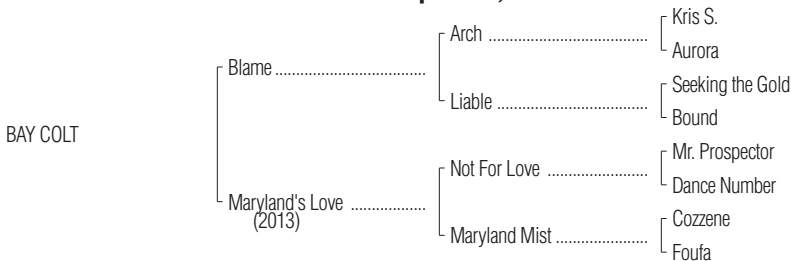 Kris S.
Arch ......................................
Aurora
Blame ....................................
Seeking the Gold
Liable ....................................
Bound
BAY COLT
Mr. Prospector
Not For Love ........................
Dance Number
Maryland's Love ..................
(2013)
Cozzene
Maryland Mist ......................
Foufa